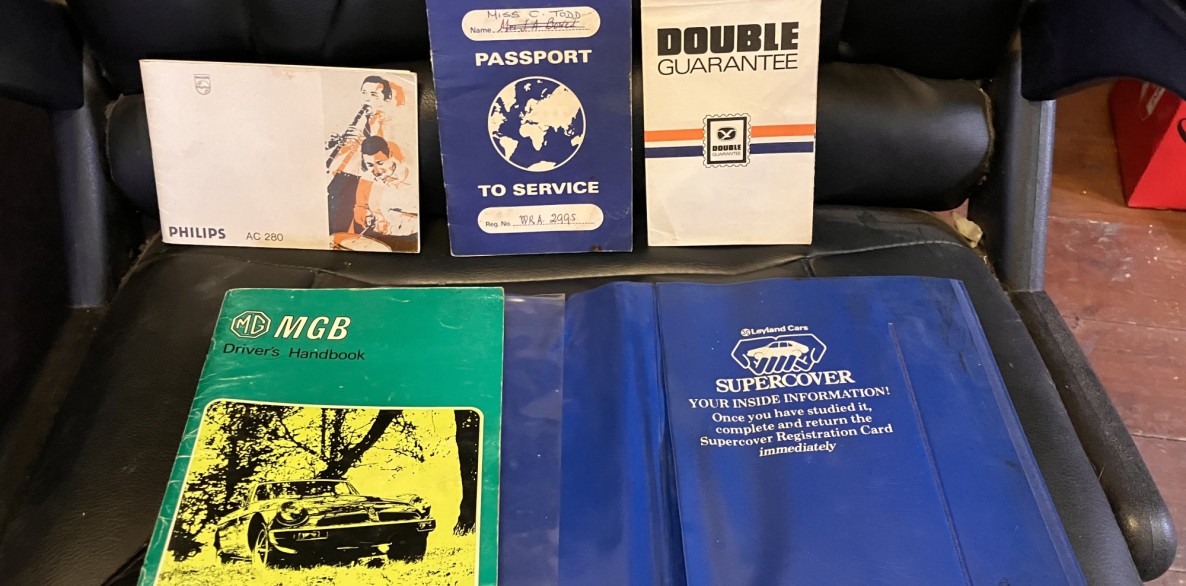 PHILIPS
PHILIPS AC 280
Miss C. TODD
Name
PASSPORT
TO SERVICE
Reg. No. WRA 299S
DOUBLE
GUARANTEE
DOUBLE
GUARANTEE
MG MGB
Driver's Handbook
Leyland Cars
SUPERCOVER
YOUR INSIDE INFORMATION!
Once you have studied it,
complete and return the
Supercover Registration Card
immediately